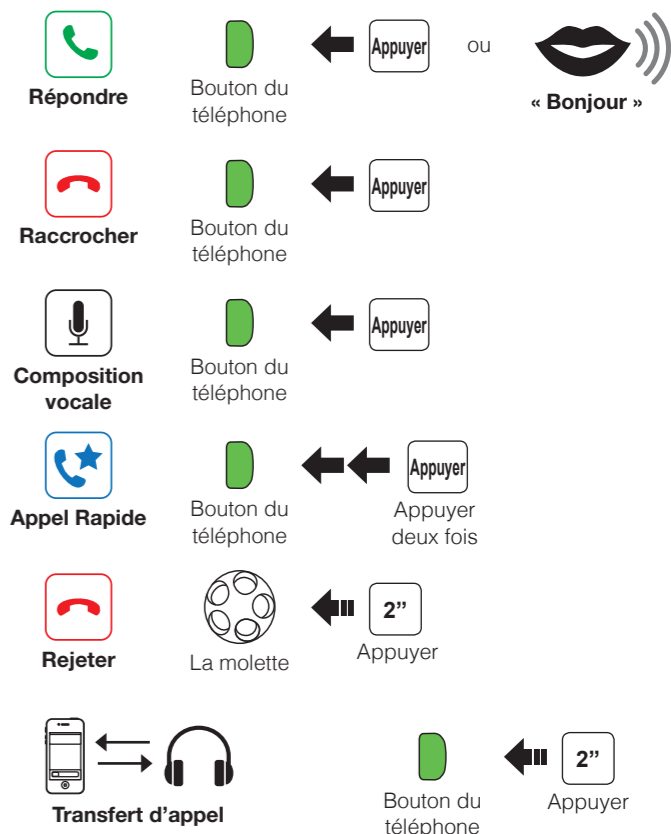 Appuyer
ou
Répondre
Bouton du
téléphone
« Bonjour »
Appuyer
Raccrocher
Bouton du
téléphone
Appuyer
Composition
vocale
Bouton du
téléphone
Appuyer
Appel Rapide
Bouton du
téléphone
Appuyer
deux fois
2”
Rejeter
La molette
Appuyer
2”
Transfert d’appel
Bouton du
téléphone
Appuyer